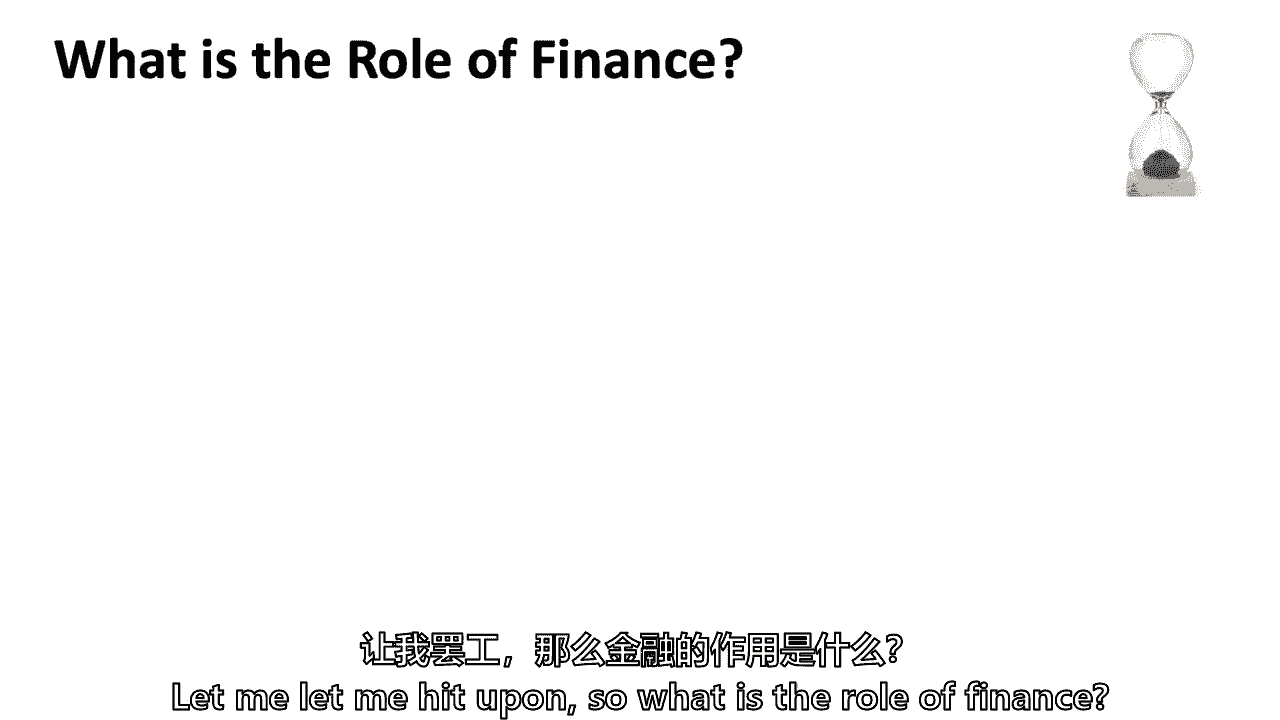 What is the Role of Finance?
让我罢工，那么金融的作用是什么？
Let me let me hit upon, so what is the role of finance?